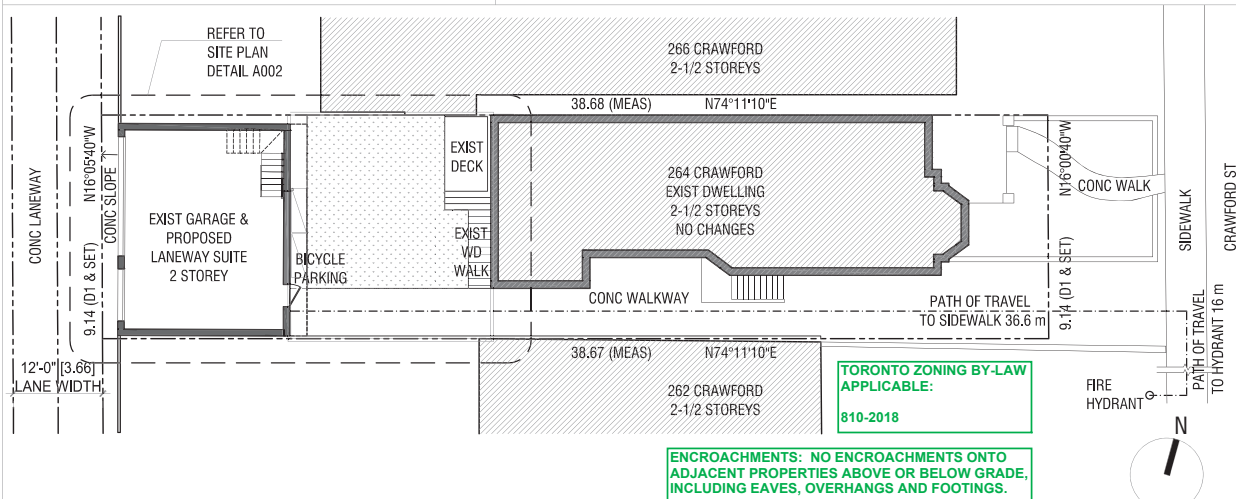 REFER TO
SITE PLAN
DETAIL A002
266 CRAWFORD
2-1/2 STOREYS
38.68 (MEAS) N74°11'10"E
CONC LANEWAY
CONC SLOPE
N16°05'40"W
9.14 (D1 & SET)
EXIST GARAGE &
PROPOSED
LANEWAY SUITE
2 STOREY
BICYCLE
PARKING
EXIST
DECK
EXIST
WD
WALK
264 CRAWFORD
EXIST DWELLING
2-1/2 STOREYS
NO CHANGES
CONC WALKWAY
PATH OF TRAVEL
TO SIDEWALK 36.6 m
N16°00'40"W
9.14 (D1 & SET)
CONC WALK
SIDEWALK
CRAWFORD ST
PATH OF TRAVEL
TO HYDRANT 16 m
12'-0" [3.66]
LANE WIDTH
38.67 (MEAS) N74°11'10"E
262 CRAWFORD
2-1/2 STOREYS
TORONTO ZONING BY-LAW
APPLICABLE:
810-2018
FIRE
HYDRANT
N
ENCROACHMENTS: NO ENCROACHMENTS ONTO
ADJACENT PROPERTIES ABOVE OR BELOW GRADE,
INCLUDING EAVES, OVERHANGS AND FOOTINGS.